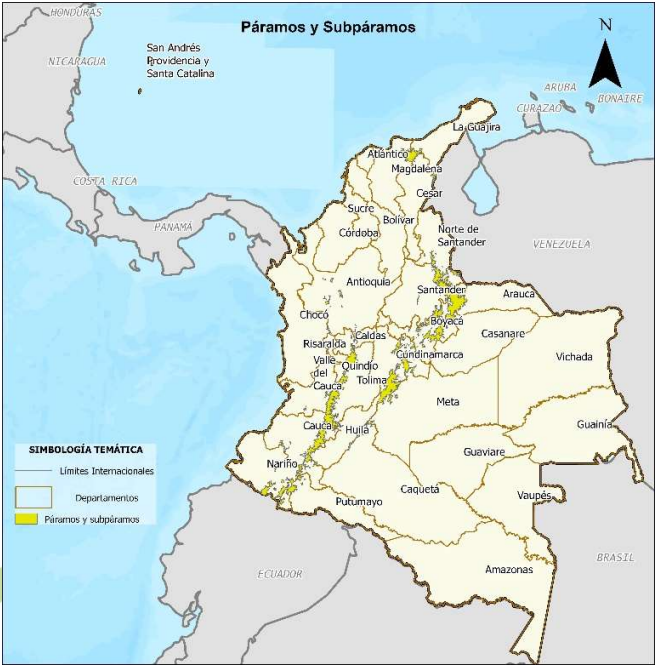 Páramos y Subpáramos
HONDURAS
N
San Andrés
Providencia y
Santa Catalina
NICARAGUA
ARUBA
CURAZAO
BONAIRE
La Guajira
Atlántico
Magdalena
COSTA RICA
Cesar
Sucre
Bolívar
PANAMÁ
Córdoba
Norte de
Santander
VENEZUELA
Antioquia
Santander
Arauca
Chocó
Boyacá
Caldas
Casanare
Risaralda
Cundinamarca
Vichada
Valle
del
Cauca
Quindío
Tolima
Meta
Cauca
Huila
Guainía
SIMBOLOGÍA TEMÁTICA
Límites Internacionales
Departamentos
Páramos y subpáramos
Nariño
Guaviare
Caquetá
Vaupés
Putumayo
ECUADOR
BRASIL
Amazonas